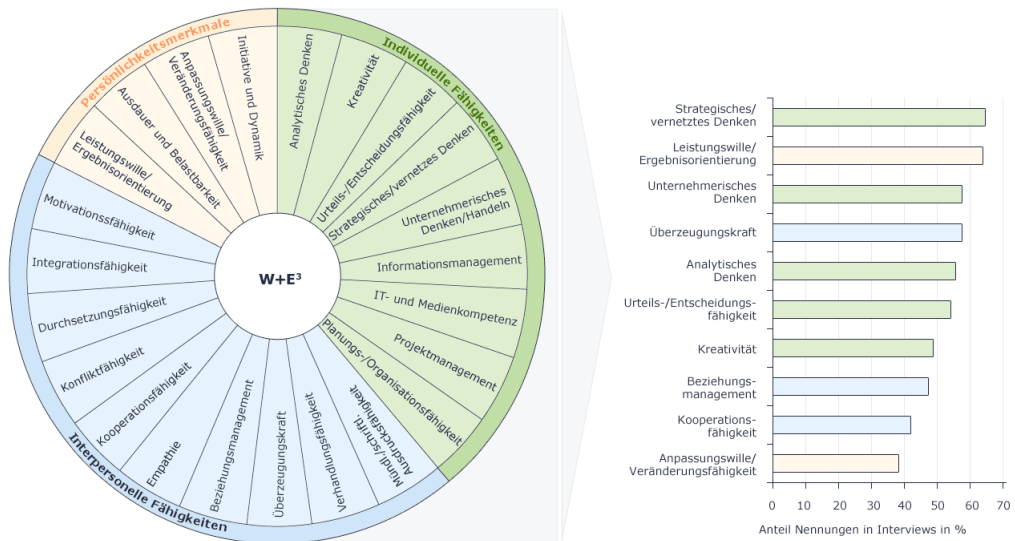 Persönlichkeitsmerkmale
Individuelle Fähigkeiten
Interpersonelle Fähigkeiten
W+E³
Analytisches Denken
Kreativität
Urteils-/Entscheidungsfähigkeit
Strategisches/vernetzes Denken
Unternehmerisches
Denken/Handeln
Informationsmanagement
IT- und Medienkompetenz
Projektmanagement
Planungs-/Organisationsfähigkeit
Mündl./schriftl.
Ausdrucksfähigkeit
Verhandlungsfähigkeit
Überzeugungskraft
Beziehungsmanagement
Empathie
Kooperationsfähigkeit
Konfliktfähigkeit
Durchsetzungsfähigkeit
Integrationsfähigkeit
Motivationssfähigkeit
Leistungswille/
Ergebnisorientierung
Ausdauer und Belastbarkeit
Anpassungswille/
Veränderungsfähigkeit
Initiative und Dynamik
Strategisches/
vernetztes Denken
Leistungswille/
Ergebnisorientierung
Unternehmerisches
Denken
Überzeugungskraft
Analytisches
Denken
Urteils-/Entscheidungs-
fähigkeit
Kreativität
Beziehungs-
management
Kooperations-
fähigkeit
Anpassungswille/
Veränderungsfähigkeit
0 10 20 30 40 50 60 70
Anteil Nennungen in Interviews in %